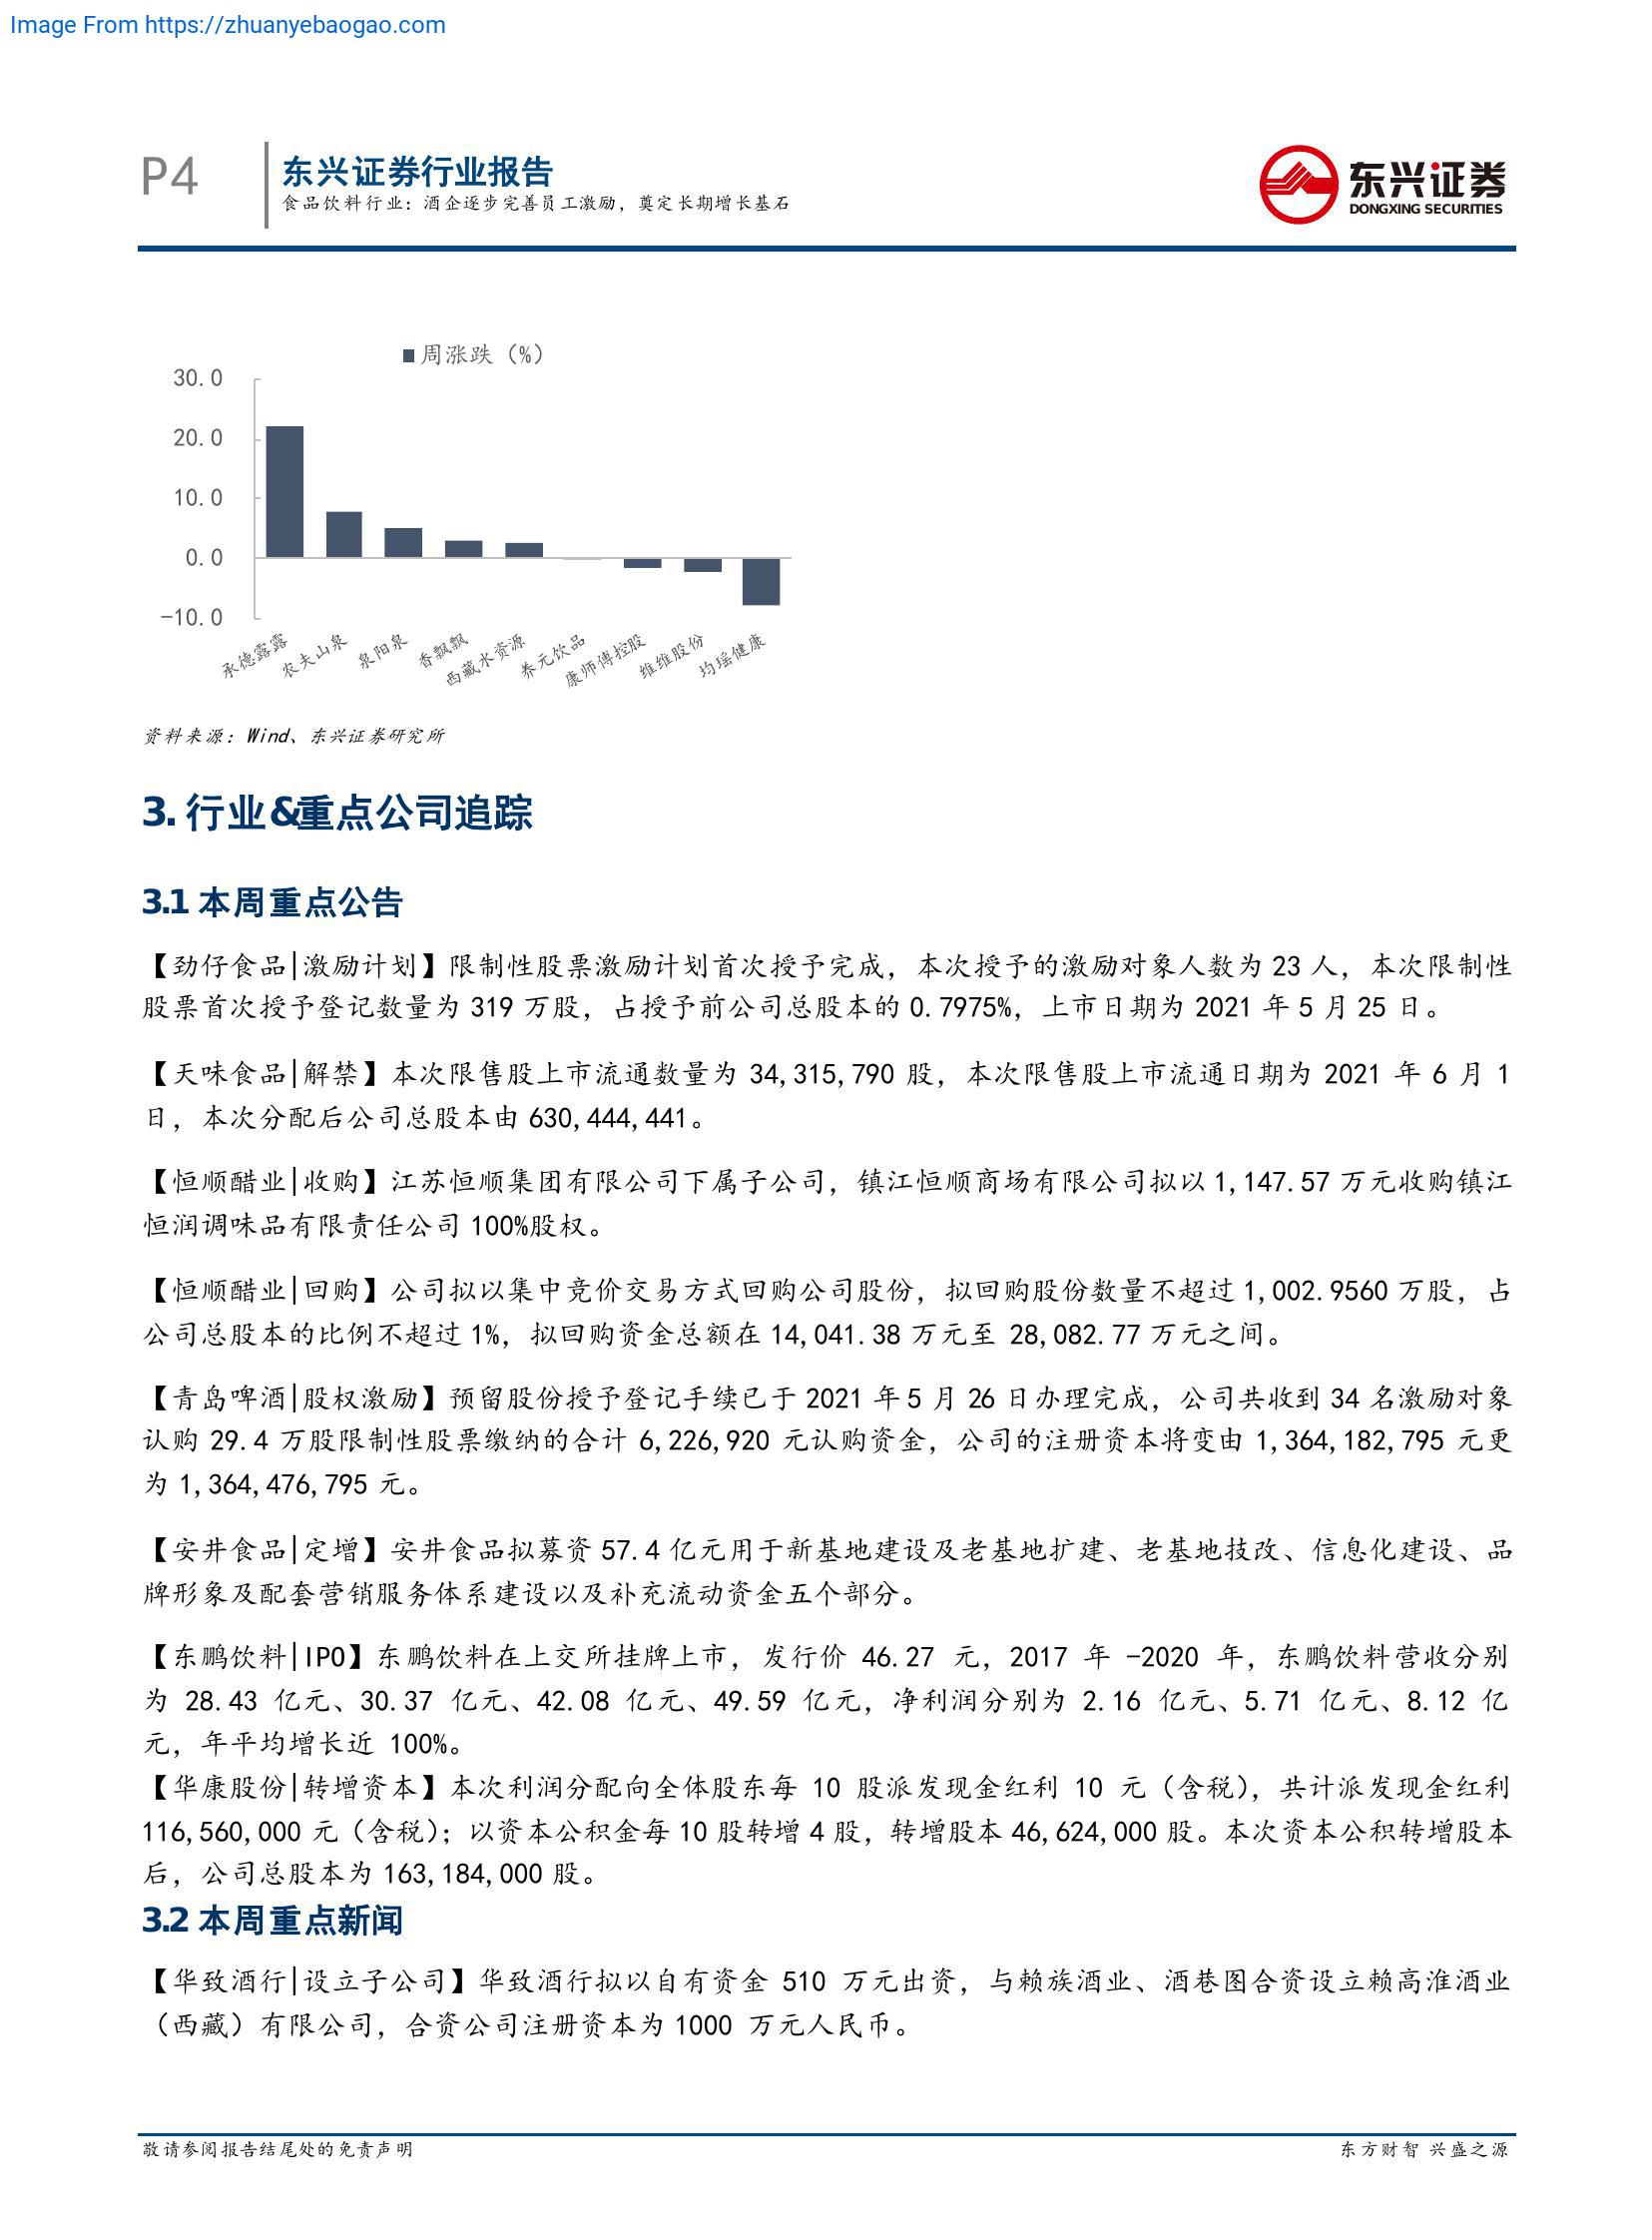 Image From https://zhuanyebaogao.com
P4
东兴证券行业报告
食品饮料行业：酒企逐步完善员工激励，奠定长期增长基石
东兴证券
DONGXING SECURITIES
周涨跌（%）
30.0
20.0
10.0
0.0
-10.0
承德露露
农夫山泉
泉阳泉
香飘飘
西藏水资源
养元饮品
康师傅控股
维维股份
均瑶健康
资料来源：Wind、东兴证券研究所
3. 行业&重点公司追踪
3.1 本周重点公告
【劲仔食品|激励计划】限制性股票激励计划首次授予完成，本次授予的激励对象人数为 23 人，本次限制性
股票首次授予登记数量为 319 万股，占授予前公司总股本的 0.7975%，上市日期为 2021 年 5 月 25 日。
【天味食品|解禁】本次限售股上市流通数量为 34,315,790 股，本次限售股上市流通日期为 2021 年 6 月 1
日，本次分配后公司总股本由 630,444,441。
【恒顺醋业|收购】江苏恒顺集团有限公司下属子公司，镇江恒顺商场有限公司拟以 1,147.57 万元收购镇江
恒润调味品有限责任公司 100%股权。
【恒顺醋业|回购】公司拟以集中竞价交易方式回购公司股份，拟回购股份数量不超过 1,002.9560 万股，占
公司总股本的比例不超过 1%，拟回购资金总额在 14,041.38 万元至 28,082.77 万元之间。
【青岛啤酒|股权激励】预留股份授予登记手续已于 2021 年 5 月 26 日办理完成，公司共收到 34 名激励对象
认购 29.4 万股限制性股票缴纳的合计 6,226,920 元认购资金，公司的注册资本将变由 1,364,182,795 元更
为 1,364,476,795 元。
【安井食品|定增】安井食品拟募资 57.4 亿元用于新基地建设及老基地扩建、老基地技改、信息化建设、品
牌形象及配套营销服务体系建设以及补充流动资金五个部分。
【东鹏饮料|IPO】东鹏饮料在上交所挂牌上市，发行价 46.27 元，2017 年 -2020 年，东鹏饮料营收分别
为 28.43 亿元、30.37 亿元、42.08 亿元、49.59 亿元，净利润分别为 2.16 亿元、5.71 亿元、8.12 亿
元，年平均增长近 100%。
【华康股份|转增资本】本次利润分配向全体股东每 10 股派发现金红利 10 元（含税），共计派发现金红利
116,560,000 元（含税）；以资本公积金每 10 股转增 4 股，转增股本 46,624,000 股。本次资本公积转增股本
后，公司总股本为 163,184,000 股。
3.2 本周重点新闻
【华致酒行|设立子公司】华致酒行拟以自有资金 510 万元出资，与赖族酒业、酒巷图合资设立赖高淮酒业
（西藏）有限公司，合资公司注册资本为 1000 万元人民币。
敬请参阅报告结尾处的免责声明
东方财智 兴盛之源